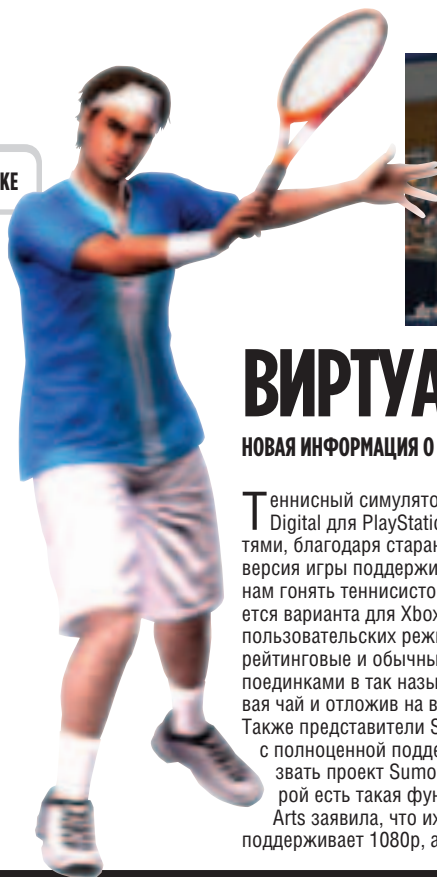 КЕ
ВИРТУА
НОВАЯ ИНФОРМАЦИЯ О
Теннисный симулято
Digital для PlayStatic
тями, благодаря старан
версия игры поддержи
нам гонять теннисисто
ется варианта для Xbox
пользовательских режи
рейтинговые и обычны
поединками в так назы
вая чай и отложив на в
Также представители S
с полноценной подде
звать проект Sumo
рой есть такая фун
Arts заявила, что их
поддерживает 1080p, а